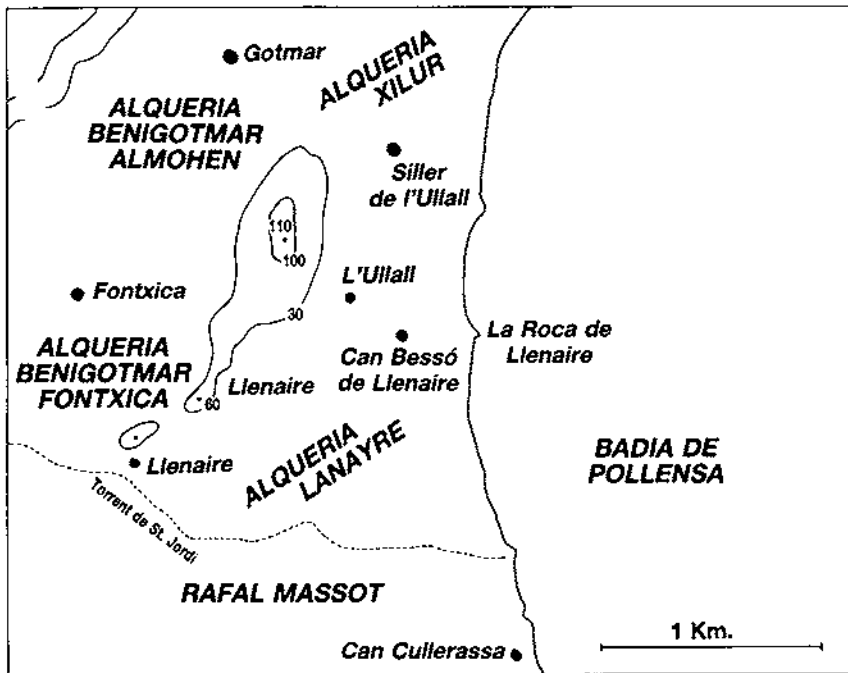 Gotmar
ALQUERIA
XILUR
ALQUERIA
BENIGOTMAR
ALMOHEN
Siller
de l'Ullall
110
100
L'Ullall
Fontxica
30
La Roca de
Llenaire
Can Bessó
de Llenaire
ALQUERIA
BENIGOTMAR
FONTXICA
Llenaire
60
ALQUERIA
LANAYRE
BADIA DE
POLLENSA
Llenaire
Torrent de St. Jordi
RAFAL MASSOT
1 Km.
Can Cullerassa